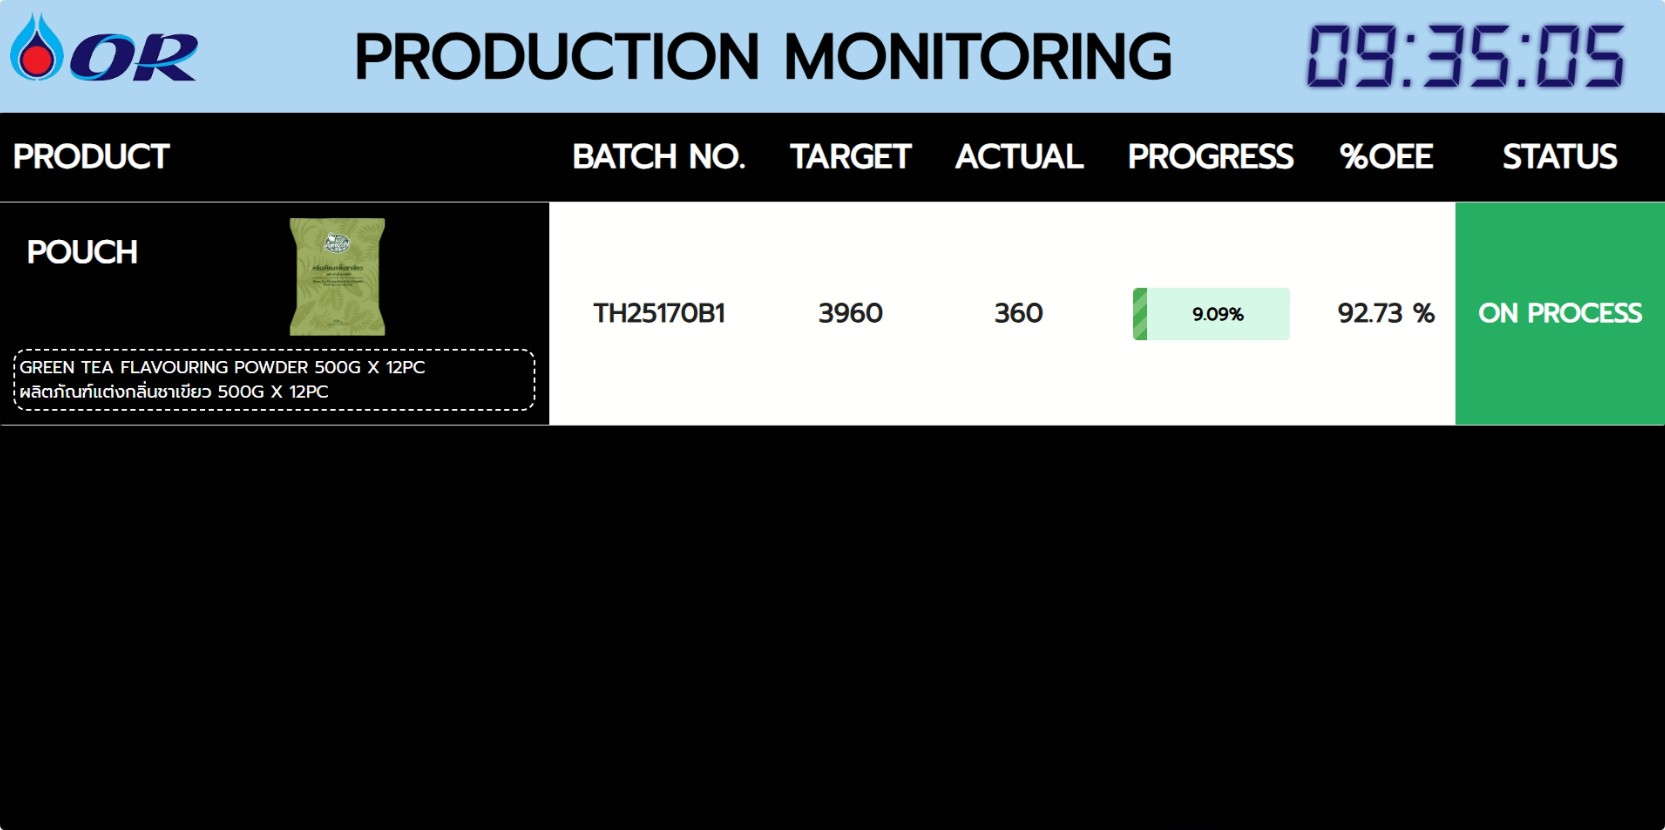 OR
PRODUCTION MONITORING
09:35:05
PRODUCT
BATCH NO.
TARGET
ACTUAL
PROGRESS
%OEE
STATUS
POUCH
Amazon
TH25170B1
3960
360
9.09%
92.73 %
ON PROCESS
GREEN TEA FLAVOURING POWDER 500G X 12PC
ผลิตภัณฑ์แต่งกลิ่นชาเขียว 500G X 12PC